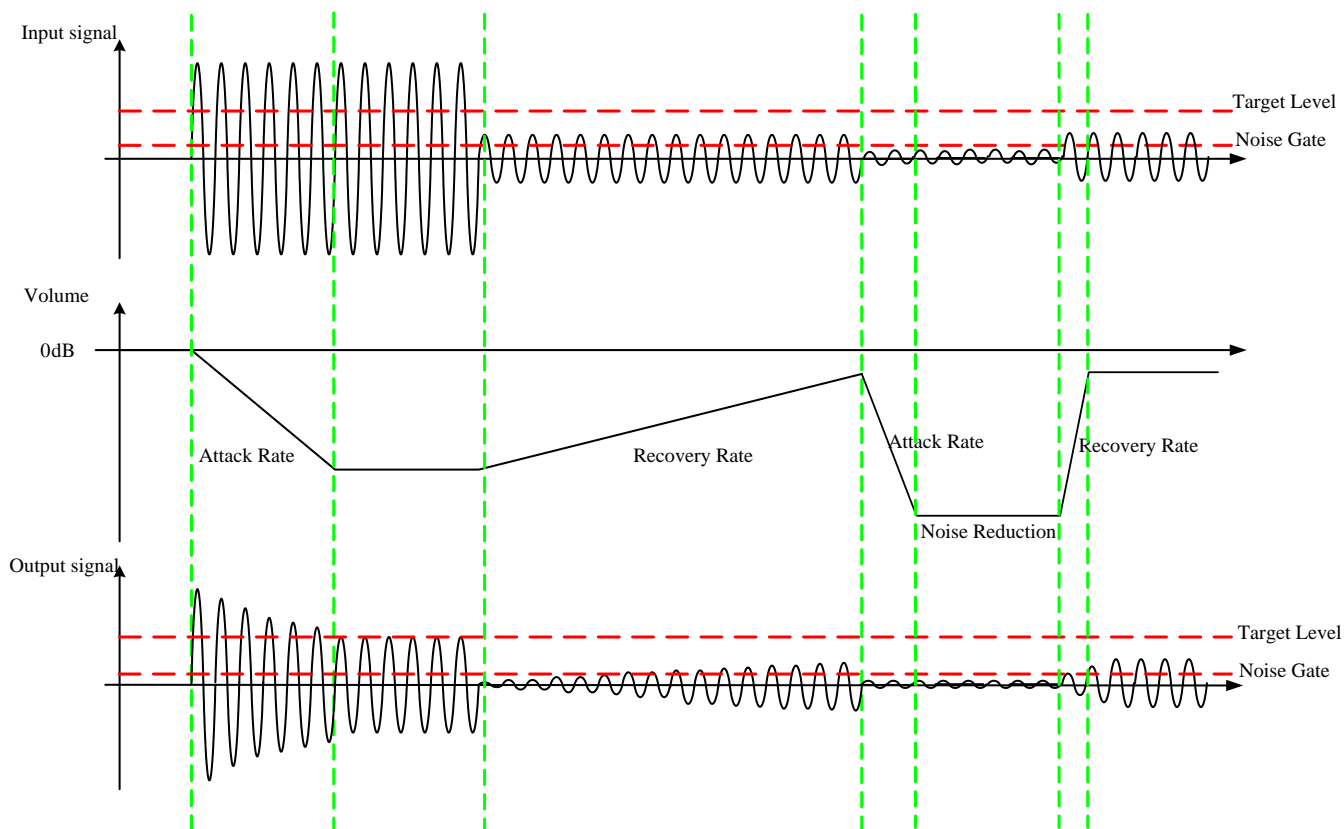 Input signal
Target Level
Noise Gate
Volume
0dB
Attack Rate
Recovery Rate
Attack Rate
Recovery Rate
Noise Reduction
Output signal
Target Level
Noise Gate